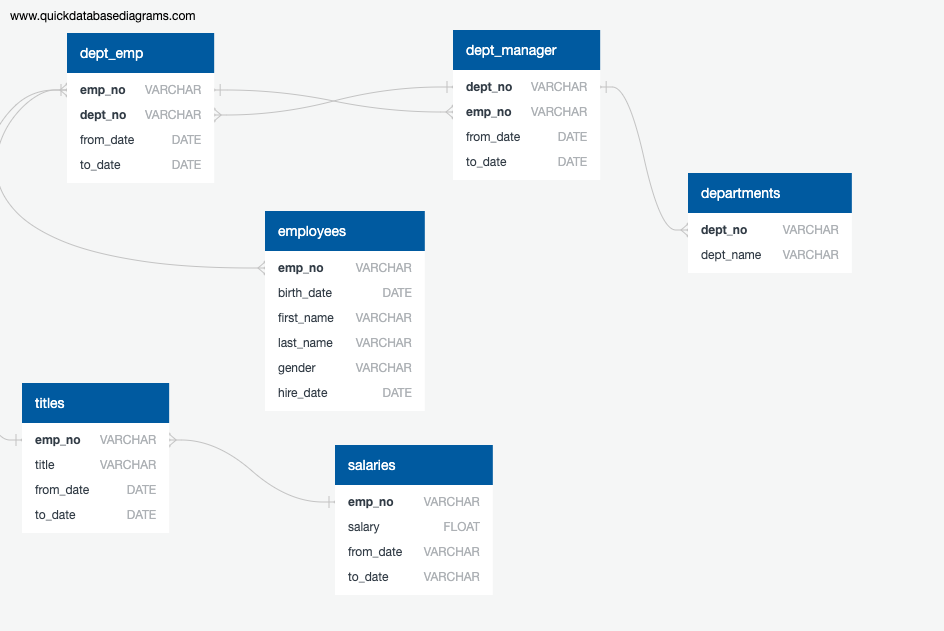 www.quickdatabasediagrams.com
dept_emp
emp_no VARCHAR
dept_no VARCHAR
from_date DATE
to_date DATE
dept_manager
dept_no VARCHAR
emp_no VARCHAR
from_date DATE
to_date DATE
departments
dept_no VARCHAR
dept_name VARCHAR
employees
emp_no VARCHAR
birth_date DATE
first_name VARCHAR
last_name VARCHAR
gender VARCHAR
hire_date DATE
titles
emp_no VARCHAR
title VARCHAR
from_date DATE
to_date DATE
salaries
emp_no VARCHAR
salary FLOAT
from_date VARCHAR
to_date VARCHAR